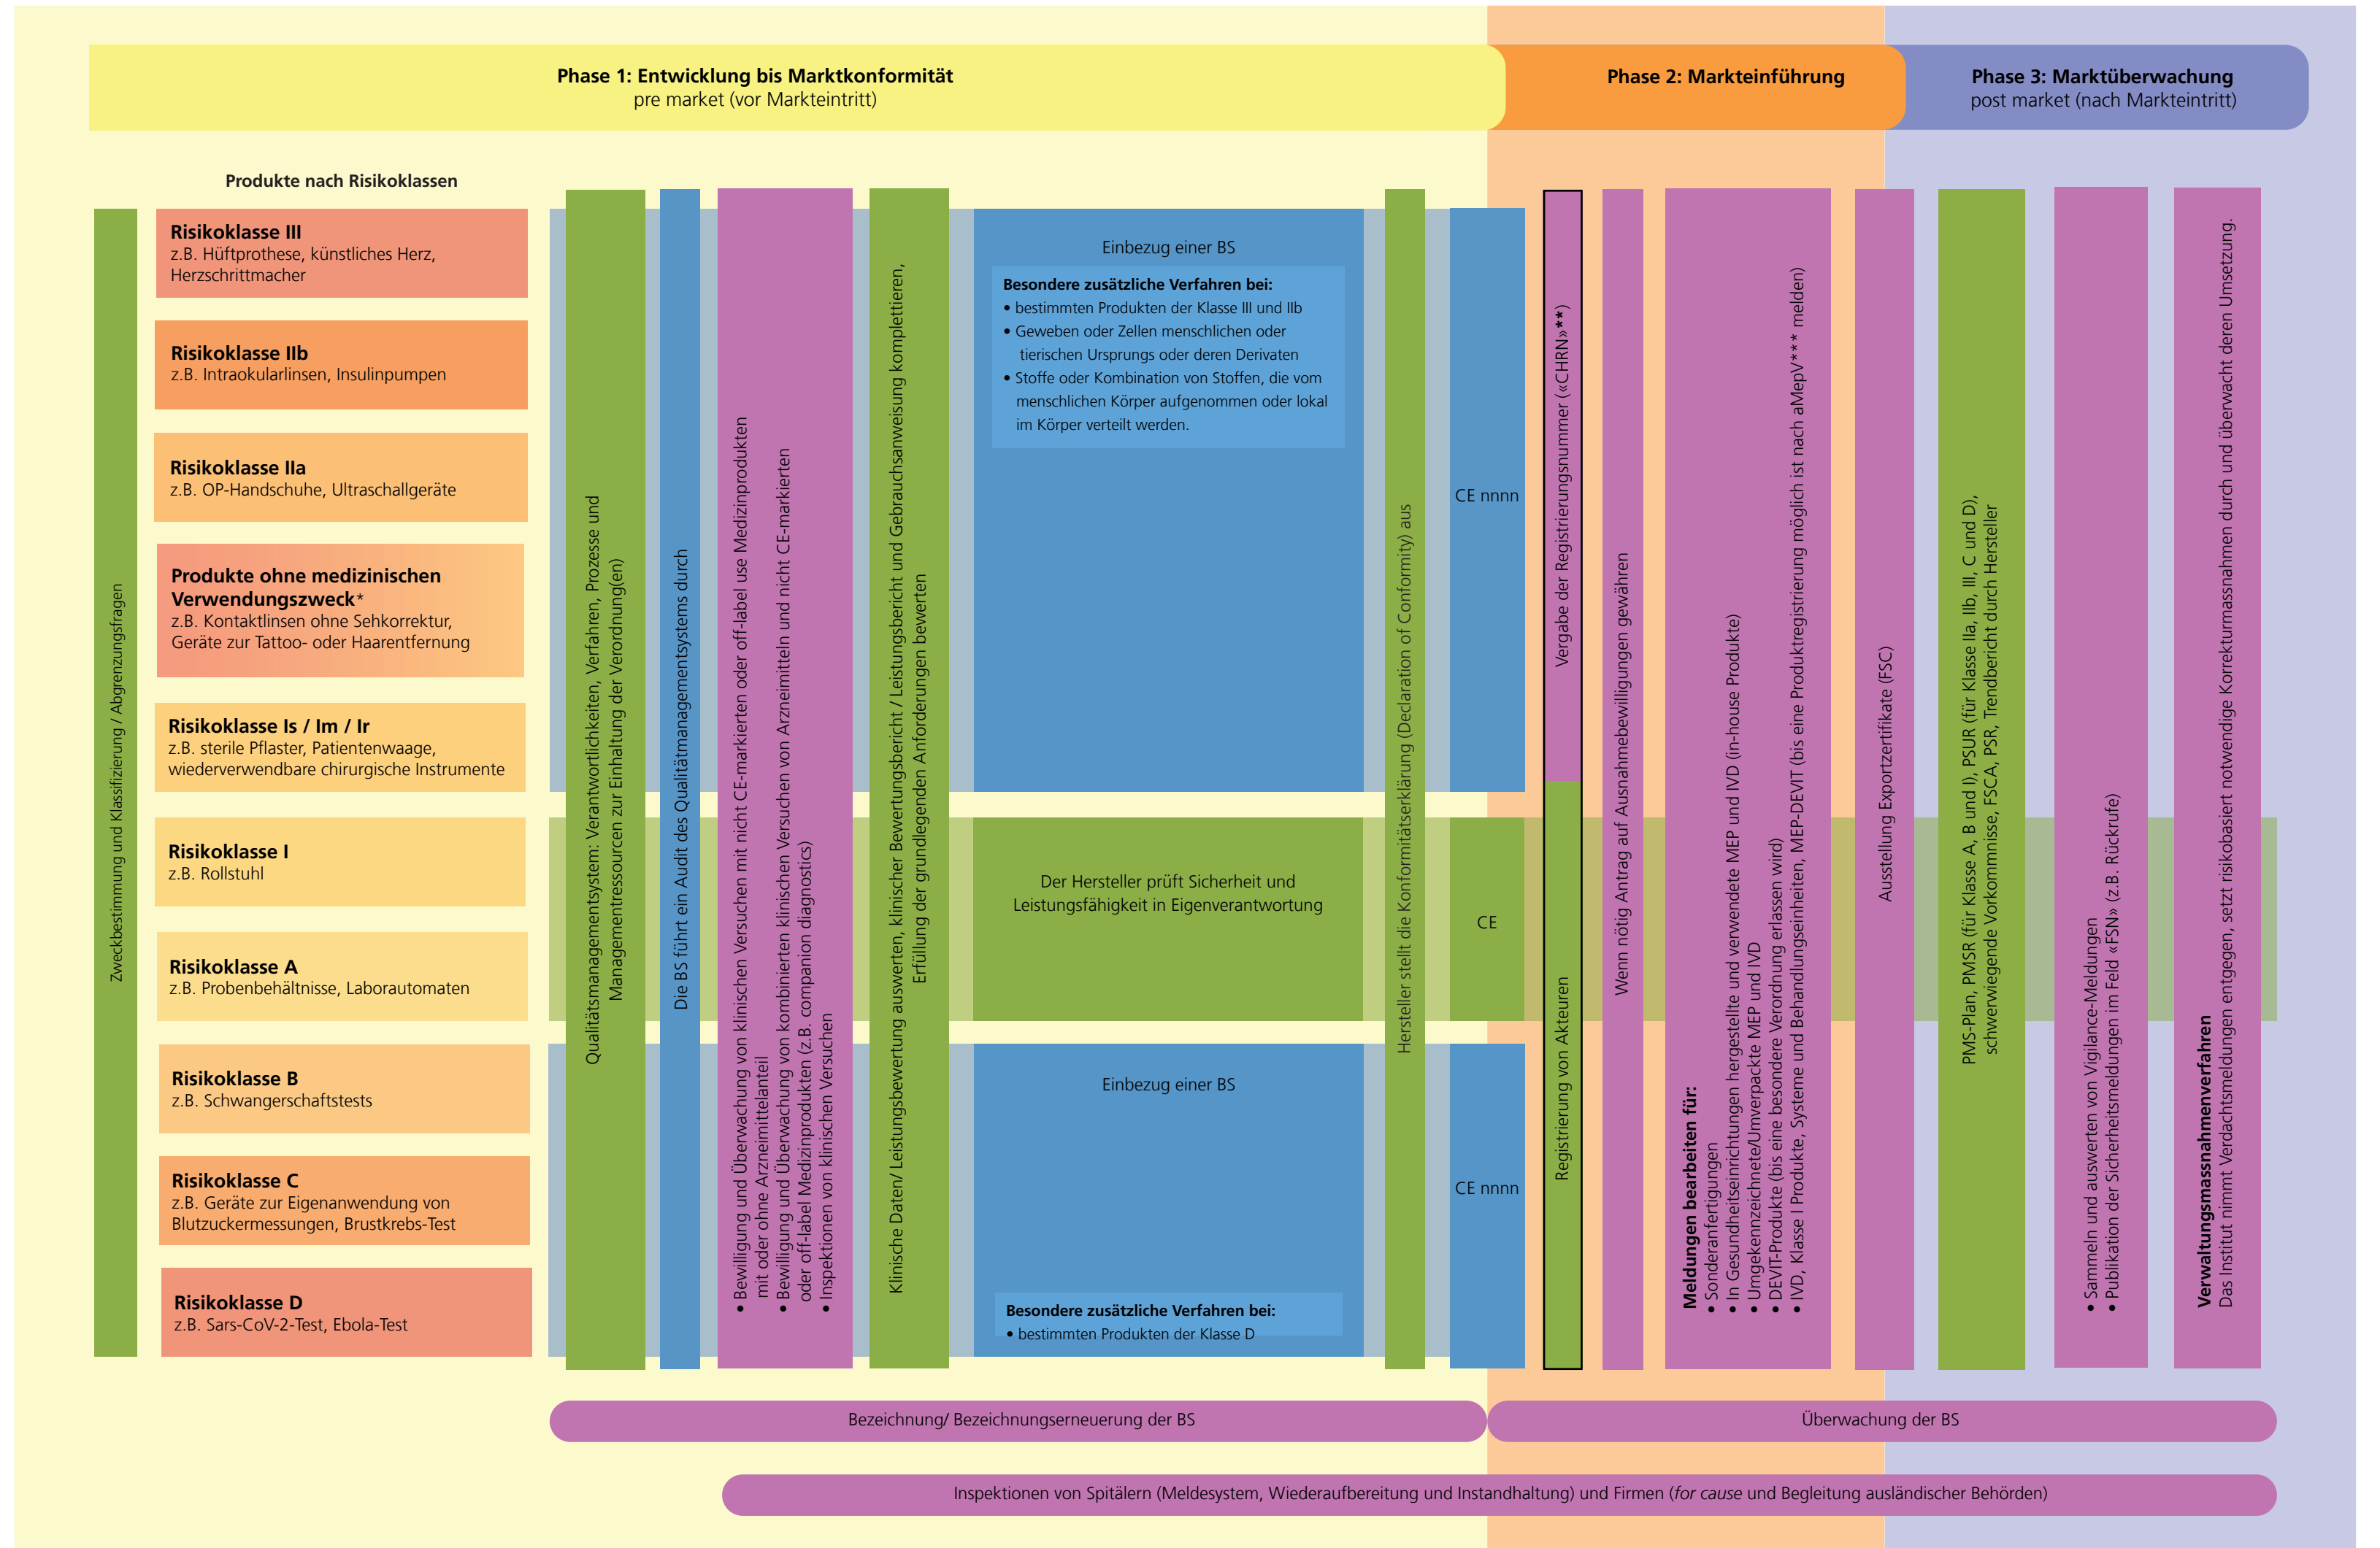 Phase 1: Entwicklung bis Marktkonformität
pre market (vor Markteintritt)
Phase 2: Markteinführung
Phase 3: Marktüberwachung
post market (nach Markteintritt)
Produkte nach Risikoklassen
Zweckbestimmung und Klassifizierung / Abgrenzungsfragen
Risikoklasse III
z.B. Hüftprothese, künstliches Herz,
Herzschrittmacher
Risikoklasse IIb
z.B. Intraokularlinsen, Insulinpumpen
Risikoklasse IIa
z.B. OP-Handschuhe, Ultraschallgeräte
Produkte ohne medizinischen
Verwendungszweck*
z.B. Kontaktlinsen ohne Sehkorrektur,
Geräte zur Tattoo- oder Haarentfernung
Risikoklasse Is / Im / Ir
z.B. sterile Pflaster, Patientenwaage,
wiederverwendbare chirurgische Instrumente
Risikoklasse I
z.B. Rollstuhl
Risikoklasse A
z.B. Probenbehältnisse, Laborautomaten
Risikoklasse B
z.B. Schwangerschaftstests
Risikoklasse C
z.B. Geräte zur Eigenanwendung von
Blutzuckermessungen, Brustkrebs-Test
Risikoklasse D
z.B. Sars-CoV-2-Test, Ebola-Test
Qualitätsmanagementsystem: Verantwortlichkeiten, Verfahren, Prozesse und
Managementressourcen zur Einhaltung der Verordnung(en)
Die BS führt ein Audit des Qualitätmanagementsystems durch
• Bewilligung und Überwachung von klinischen Versuchen mit nicht CE-markierten oder off-label use Medizinprodukten
mit oder ohne Arzneimittelanteil
• Bewilligung und Überwachung von kombinierten klinischen Versuchen von Arzneimitteln und nicht CE-markierten
oder off-label Medizinprodukten (z.B. companion diagnostics)
• Inspektionen von klinischen Versuchen
Klinische Daten/ Leistungsbewertung auswerten, klinischer Bewertungsbericht / Leistungsbericht und Gebrauchsanweisung komplettieren,
Erfüllung der grundlegenden Anforderungen bewerten
Einbezug einer BS
Besondere zusätzliche Verfahren bei:
• bestimmten Produkten der Klasse III und IIb
• Geweben oder Zellen menschlichen oder
tierischen Ursprungs oder deren Derivaten
• Stoffe oder Kombination von Stoffen, die vom
menschlichen Körper aufgenommen oder lokal
im Körper verteilt werden.
Der Hersteller prüft Sicherheit und
Leistungsfähigkeit in Eigenverantwortung
Einbezug einer BS
Besondere zusätzliche Verfahren bei:
• bestimmten Produkten der Klasse D
Hersteller stellt die Konformitätserklärung (Declaration of Conformity) aus
CE nnnn
CE
CE nnnn
Vergabe der Registrierungsnummer («CHRN»**)
Registrierung von Akteuren
Wenn nötig Antrag auf Ausnahmebewilligungen gewähren
Meldungen bearbeiten für:
• Sonderanfertigungen
• In Gesundheitseinrichtungen hergestellte und verwendete MEP und IVD (in-house Produkte)
• Umgekennzeichnete/Umverpackte MEP und IVD
• DEVIT-Produkte (bis eine besondere Verordnung erlassen wird)
• IVD, Klasse I Produkte, Systeme und Behandlungseinheiten, MEP-DEVIT (bis eine Produktregistrierung möglich ist nach aMepV*** melden)
Ausstellung Exportzertifikate (FSC)
PMS-Plan, PMSR (für Klasse A, B und I), PSUR (für Klasse IIa, IIb, III, C und D),
schwerwiegende Vorkommnisse, FSCA, PSR, Trendbericht durch Hersteller
• Sammeln und auswerten von Vigilance-Meldungen
• Publikation der Sicherheitsmeldungen im Feld «FSN» (z.B. Rückrufe)
Verwaltungsmassnahmenverfahren
Das Institut nimmt Verdachtsmeldungen entgegen, setzt risikobasiert notwendige Korrekturmassnahmen durch und überwacht deren Umsetzung.
Bezeichnung/ Bezeichnungserneuerung der BS
Überwachung der BS
Inspektionen von Spitälern (Meldesystem, Wiederaufbereitung und Instandhaltung) und Firmen (for cause und Begleitung ausländischer Behörden)